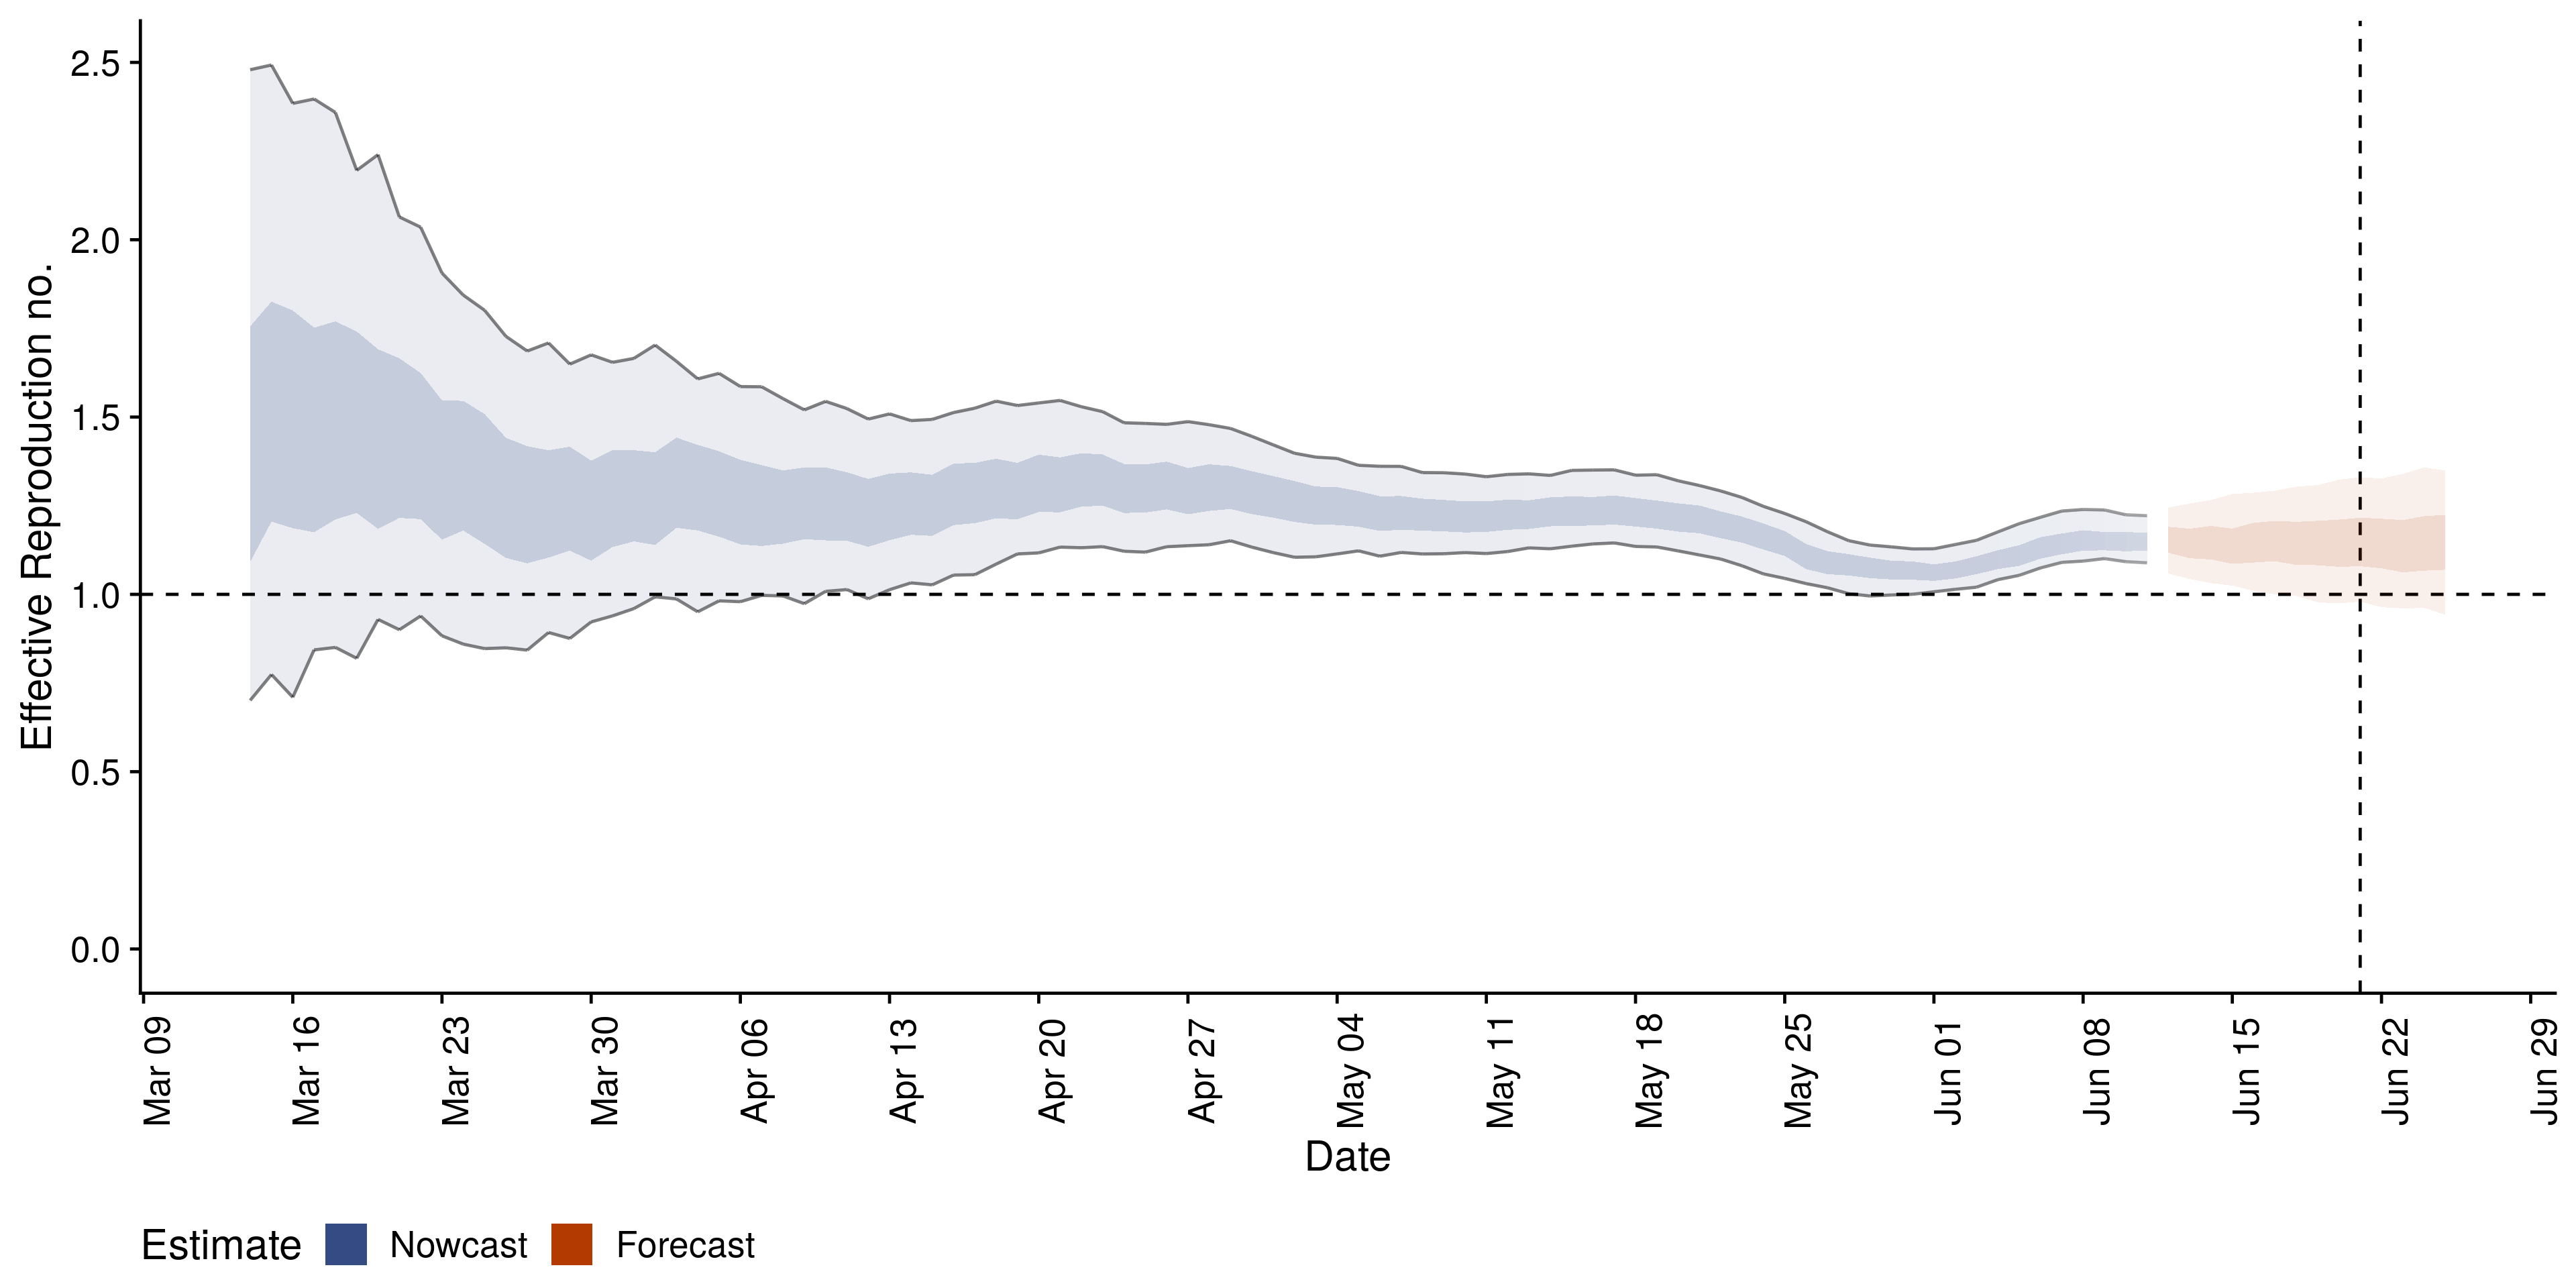 Effective Reproduction no.
2.5
2.0
1.5
1.0
0.5
0.0
Mar 09
Mar 16
Mar 23
Mar 30
Apr 06
Apr 13
Apr 20
Apr 27
May 04
May 11
May 18
May 25
Jun 01
Jun 08
Jun 15
Jun 22
Jun 29
Date
Estimate Nowcast Forecast